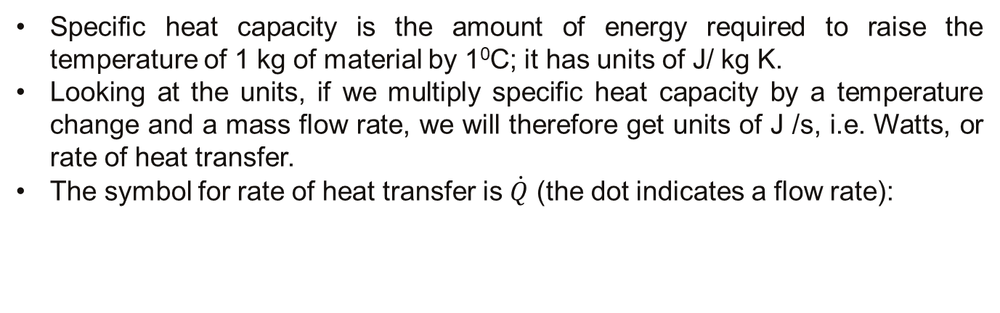 • Specific heat capacity is the amount of energy required to raise the
temperature of 1 kg of material by 1⁰C; it has units of J/ kg K.
• Looking at the units, if we multiply specific heat capacity by a temperature
change and a mass flow rate, we will therefore get units of J /s, i.e. Watts, or
rate of heat transfer.
• The symbol for rate of heat transfer is Q̇ (the dot indicates a flow rate):